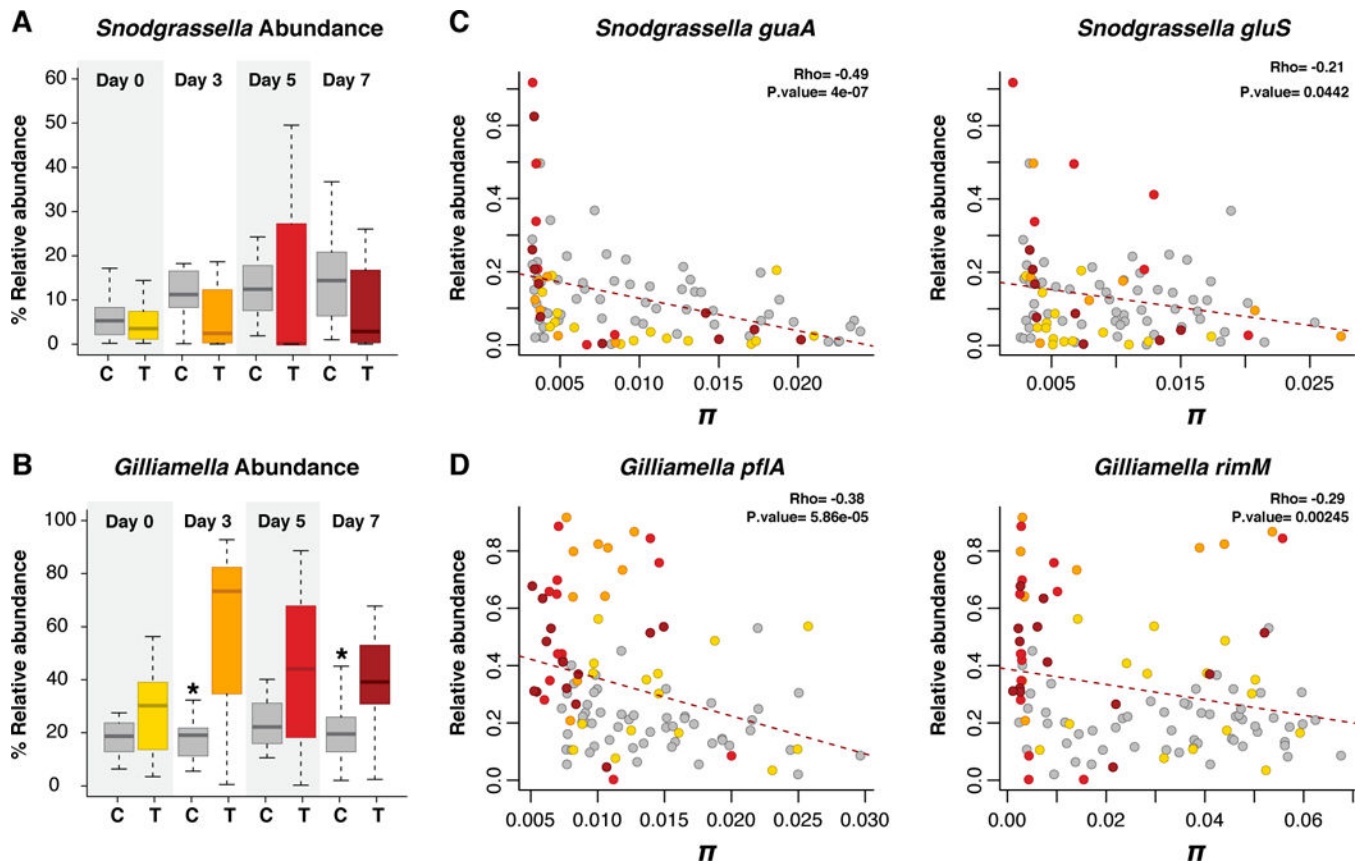 A
Snodgrassella Abundance
Day 0 Day 3 Day 5 Day 7
% Relative abundance
60
50
40
30
20
10
0
C T C T C T C T
B
Gilliamella Abundance
Day 0 Day 3 Day 5 Day 7
% Relative abundance
100
80
60
40
20
0
* *
C T C T C T C T
C
Snodgrassella guaA
Rho= -0.49
P.value= 4e-07
Relative abundance
0.6
0.4
0.2
0.0
0.005 0.010 0.015 0.020
π
Snodgrassella gluS
Rho= -0.21
P.value= 0.0442
Relative abundance
0.6
0.4
0.2
0.0
0.005 0.015 0.025
π
D
Gilliamella pflA
Rho= -0.38
P.value= 5.86e-05
Relative abundance
0.8
0.6
0.4
0.2
0.0
0.005 0.010 0.015 0.020 0.025 0.030
π
Gilliamella rimM
Rho= -0.29
P.value= 0.00245
Relative abundance
0.8
0.6
0.4
0.2
0.0
0.00 0.02 0.04 0.06
π